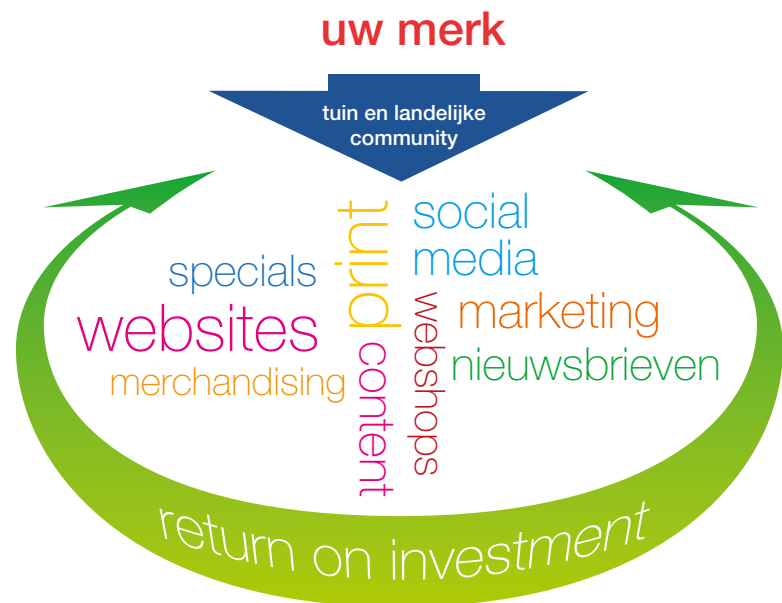 uw merk
tuin en landelijke
community
print
social
media
specials
websites
merchandising
content
webshops
marketing
nieuwsbrieven
return on investment